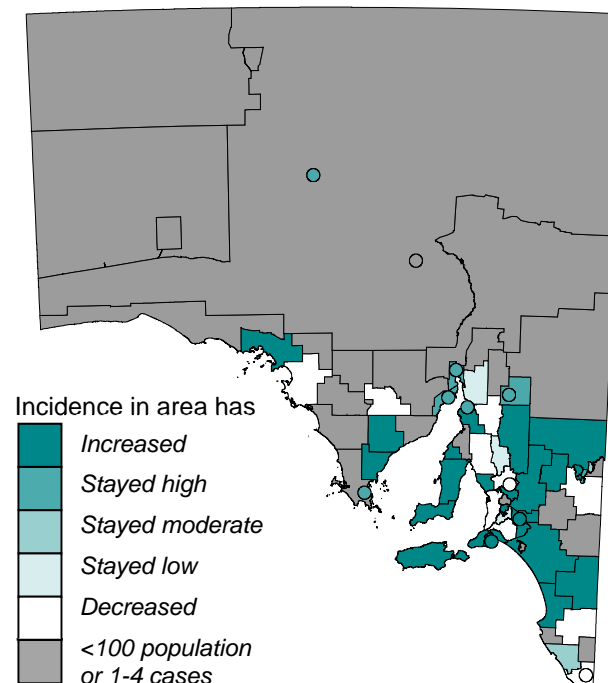 Incidence in area has
Increased
Stayed high
Stayed moderate
Stayed low
Decreased
<100 population
or 1-4 cases